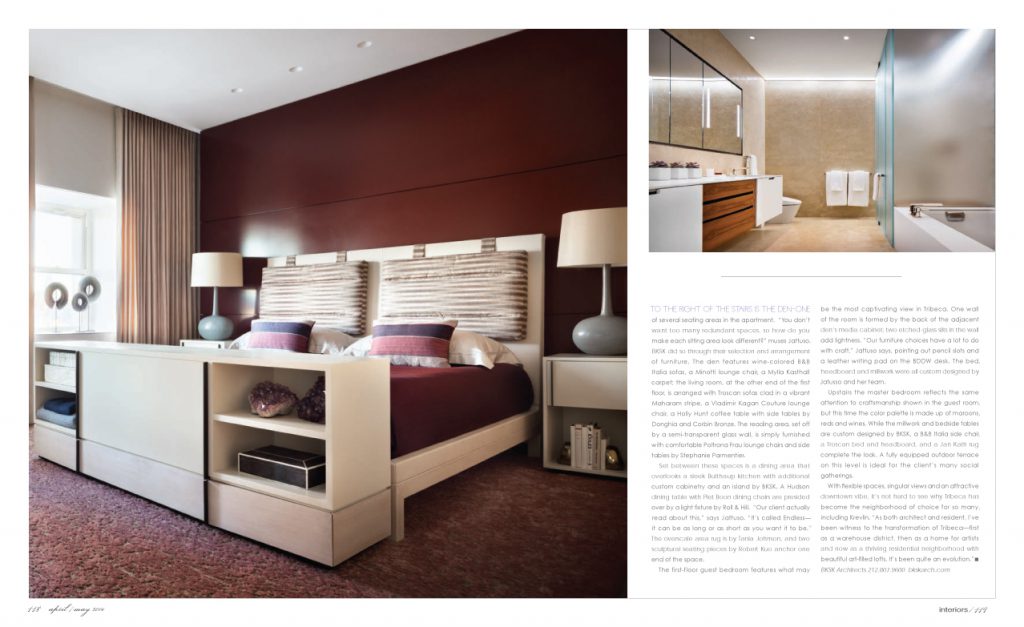 TO THE RIGHT OF THE STAIRS IS THE DEN–ONE
of several seating areas in the apartment. "You don't
want too many redundant spaces, so how do you
make each sitting area look different?" muses Jattuso.
BKSK did so through their selection and arrangement
of furniture. The den features wine-colored B&B
Italia sofas, a Minotti lounge chair, a Mylla Kasthall
carpet; the living room, at the other end of the first
floor, is arranged with Troscan sofas clad in a vibrant
Maharam stripe, a Vladimir Kagan Couture lounge
chair, a Holly Hunt coffee table with side tables by
Donghia and Corbin Bronze. The reading area, set off
by a semi-transparent glass wall, is simply furnished
with comfortable Poltrona Frau lounge chairs and side
tables by Stephanie Parmentier.
Set between these spaces is a dining area that
overlooks a sleek Bulthaup kitchen with additional
custom cabinetry and an island by BKSK. A Hudson
dining table with Piet Boon dining chair are presided
over by a light fixture by Roll & Hill. "Our client actually
read about this," says Jattuso. "It's called Endless—
it can be as long or as short as you want it to be."
The overscale area rug is by Tania Johnson, and two
sculptural seating pieces by Robert Koo anchor one
end of the space.
The first-floor guest bedroom features what may
be the most captivating view in Tribeca. One wall
of the room is formed by the back of the adjacent
den's media cabinet; two etched glass slits in the wall
add lightness. "Our furniture choices have a lot to do
with craft," Jattuso says, pointing out pencil slots and
a leather writing pad on the BDDW desk. The bed,
headboard and millwork were all custom designed by
Jattuso and her team.
Upstairs the master bedroom reflects the same
attention to craftsmanship shown in the guest room,
but this time the color palette is made up of maroons,
reds and wines. While the millwork and bedside tables
are custom designed by BKSK, a B&B Italia side chair,
a Troscan bed and headboard, and a Jan Kath rug
complete the look. A fully equipped outdoor terrace
on this level is ideal for the client's many social
gatherings.
With flexible spaces, singular views and an attractive
downtown vibe, it's not hard to see why Tribeca has
become the neighborhood of choice for so many,
including Krevlin. "As both architect and resident, I've
been witness to the transformation of Tribeca—first
as a warehouse district, then as a home for artists
and now as a thriving residential neighborhood with
beautiful art-filled lofts. It's been quite an evolution."■
BKSK Architects 212.807.9600 bkskarch.com
118 april / may
interiors / 119